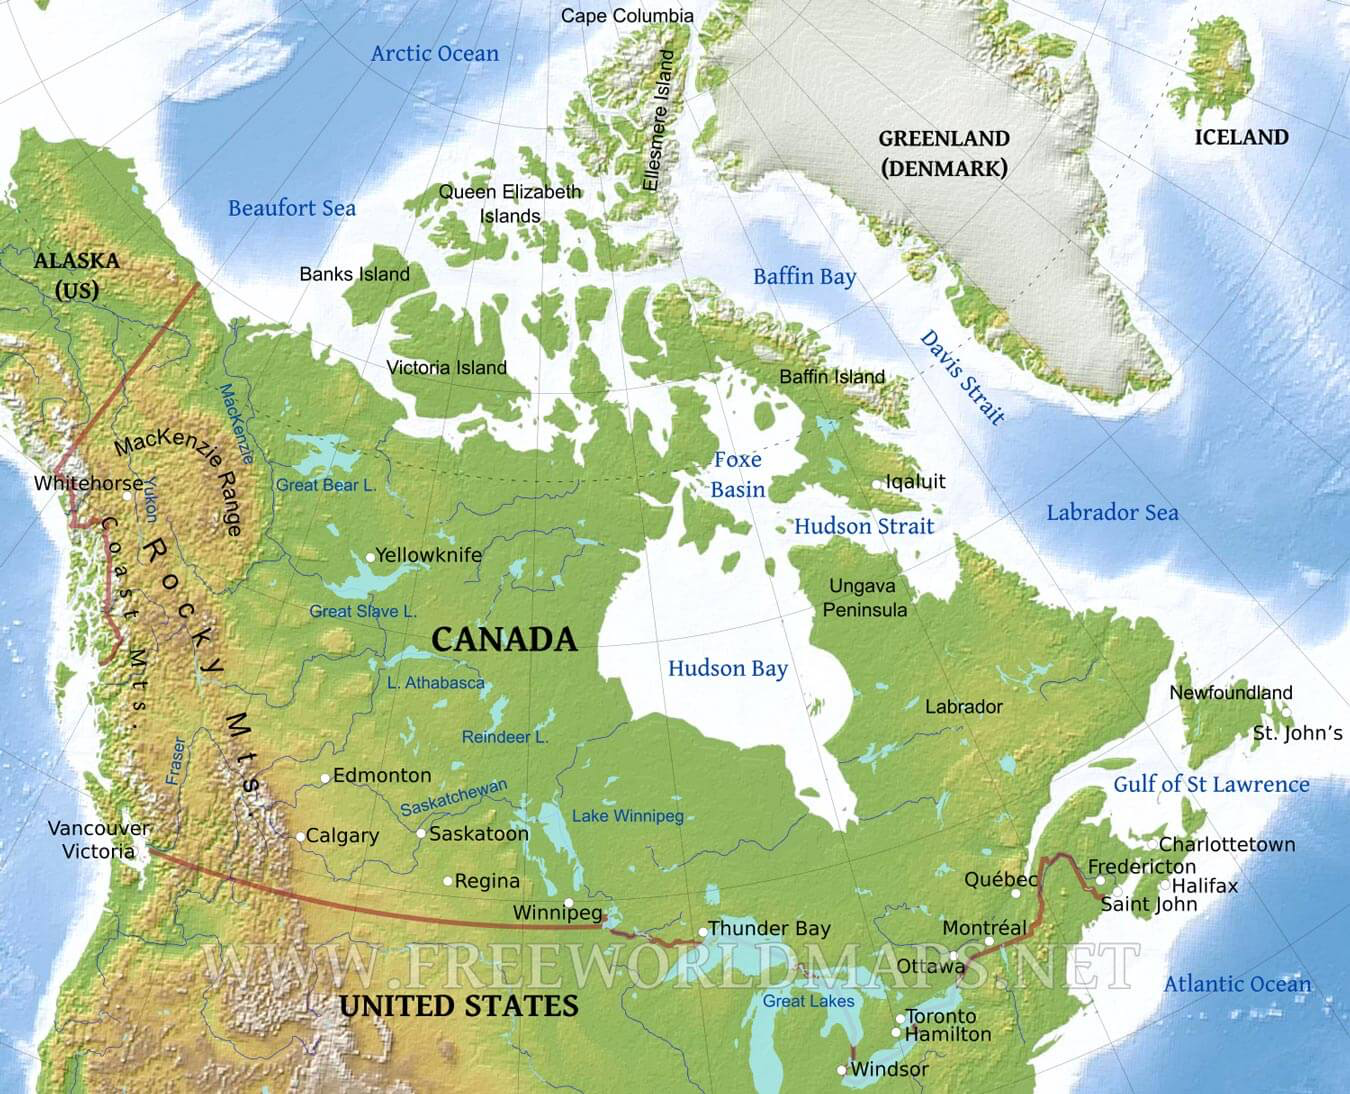 Cape Columbia
Arctic Ocean
Ellesmere Island
GREENLAND
(DENMARK)
ICELAND
Queen Elizabeth
Islands
Beaufort Sea
ALASKA
(US)
Banks Island
Baffin Bay
Victoria Island
Baffin Island
Davis Strait
MacKenzie
MacKenzie Range
Great Bear L.
Foxe
Basin
Iqaluit
Whitehorse
Yukon
Hudson Strait
Labrador Sea
Coast Mts.
Rocky Mts.
Yellowknife
Great Slave L.
Ungava
Peninsula
CANADA
Hudson Bay
L. Athabasca
Labrador
Newfoundland
St. John's
Reindeer L.
Fraser
Edmonton
Saskatchewan
Gulf of St Lawrence
Vancouver
Victoria
Calgary
Saskatoon
Lake Winnipeg
Charlottetown
Fredericton
Regina
Québec
Halifax
Saint John
Winnipeg
Thunder Bay
Montréal
Ottawa
WWW.FREEWORLDMAPS.NET
UNITED STATES
Great Lakes
Atlantic Ocean
Toronto
Hamilton
Windsor